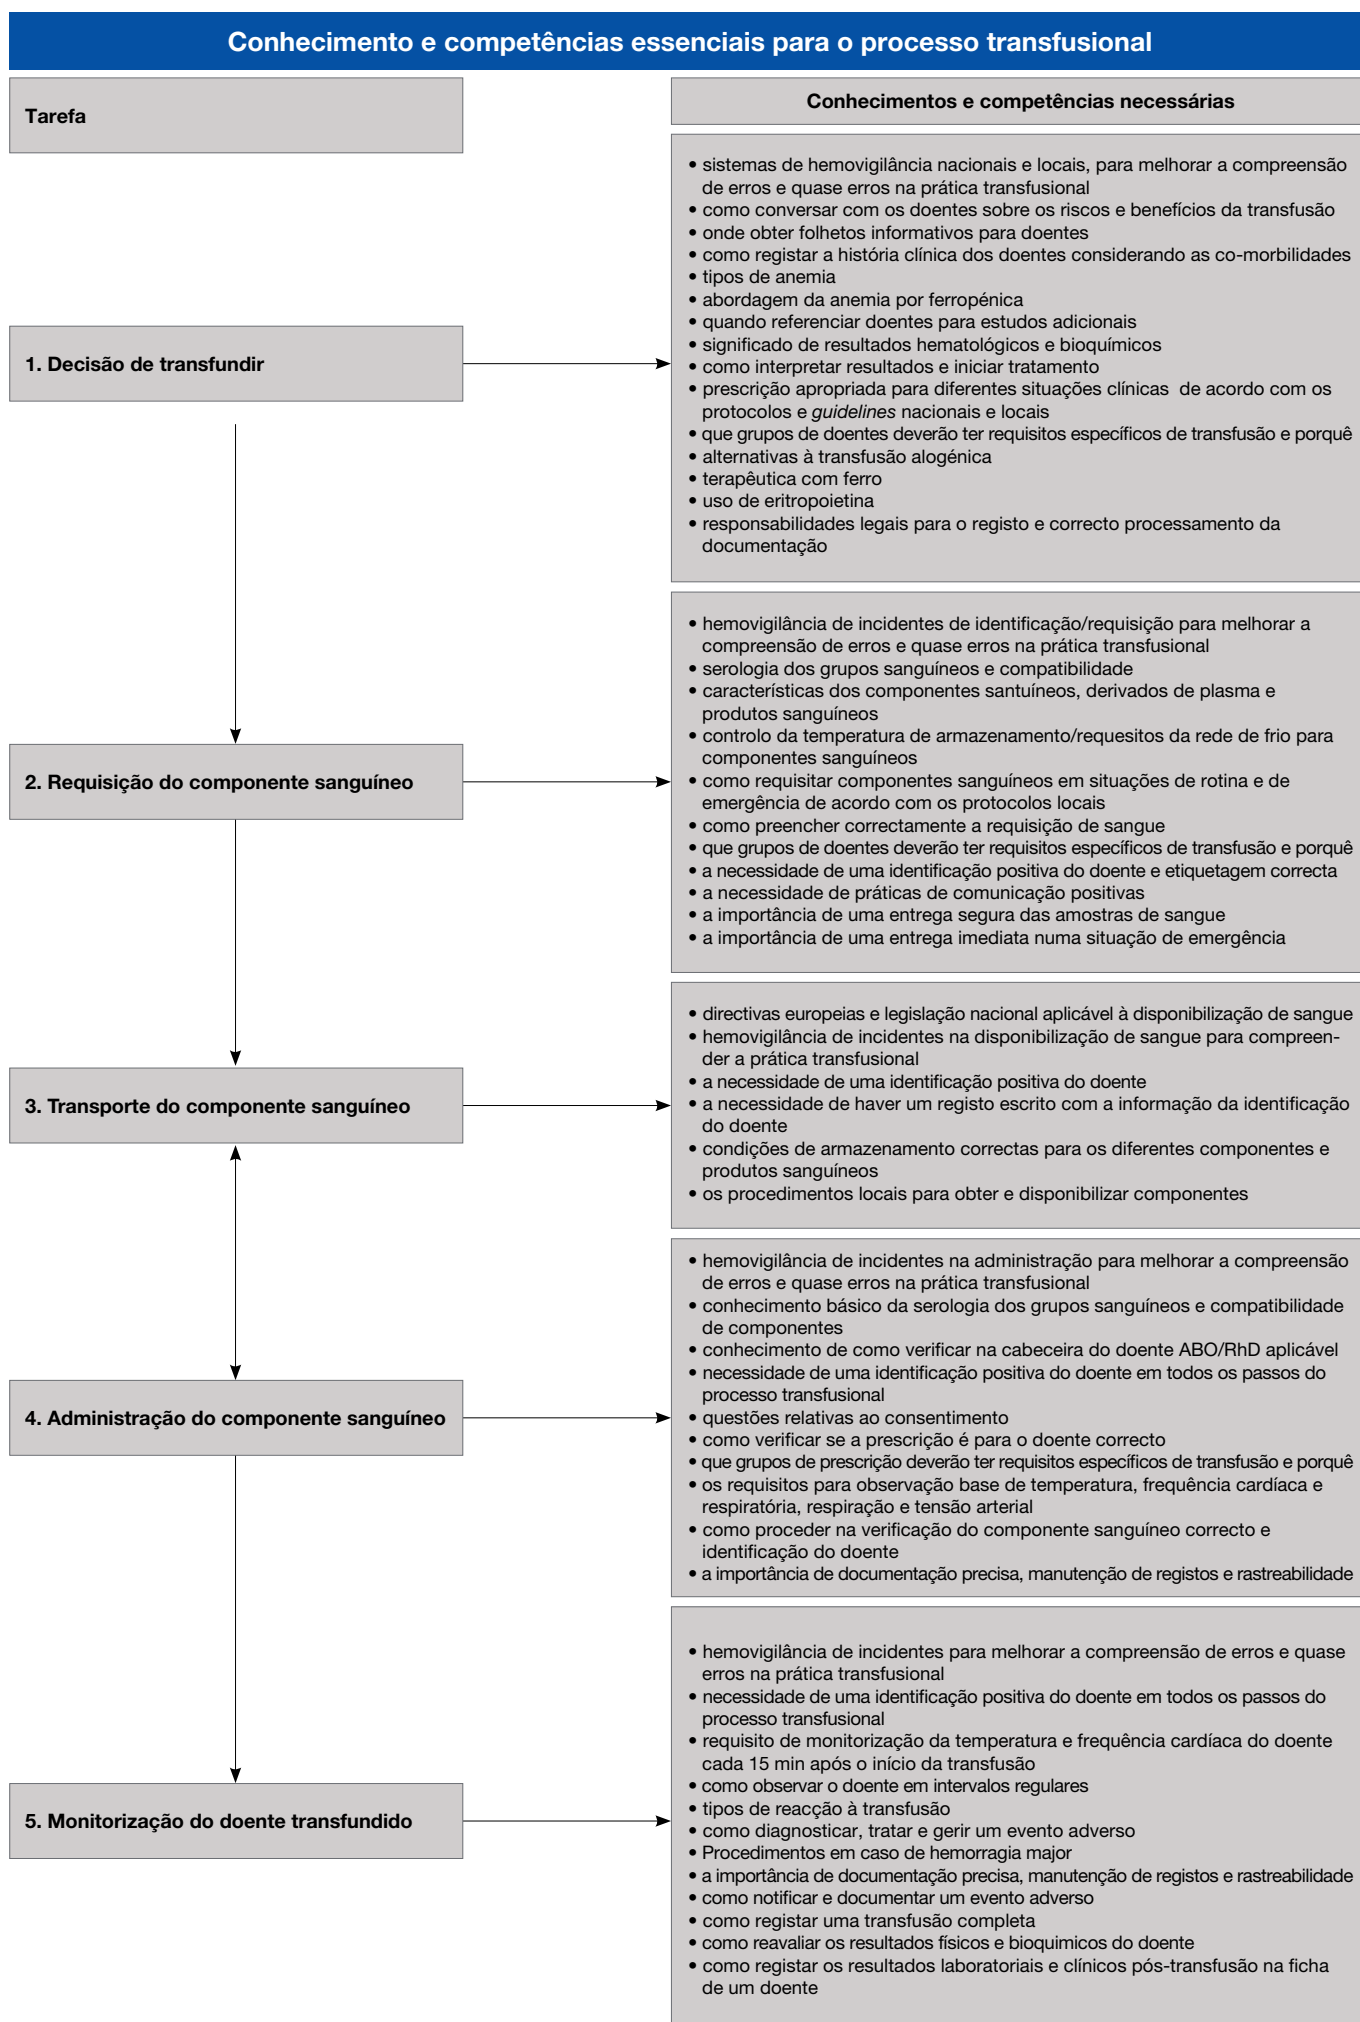 Conhecimento e competências essenciais para o processo transfusional
Tarefa
Conhecimentos e competências necessárias
1. Decisão de transfundir
• sistemas de hemovigilância nacionais e locais, para melhorar a compreensão
de erros e quase erros na prática transfusional
• como conversar com os doentes sobre os riscos e benefícios da transfusão
• onde obter folhetos informativos para doentes
• como registar a história clínica dos doentes considerando as co-morbilidades
• tipos de anemia
• abordagem da anemia por ferropénica
• quando referenciar doentes para estudos adicionais
• significado de resultados hematológicos e bioquímicos
• como interpretar resultados e iniciar tratamento
• prescrição apropriada para diferentes situações clínicas de acordo com os
protocolos e guidelines nacionais e locais
• que grupos de doentes deverão ter requisitos específicos de transfusão e porquê
• alternativas à transfusão alogénica
• terapêutica com ferro
• uso de eritropoietina
• responsabilidades legais para o registo e correcto processamento da
documentação
2. Requisição do componente sanguíneo
• hemovigilância de incidentes de identificação/requisição para melhorar a
compreensão de erros e quase erros na prática transfusional
• serologia dos grupos sanguíneos e compatibilidade
• características dos componentes santuíneos, derivados de plasma e
produtos sanguíneos
• controlo da temperatura de armazenamento/requesitos da rede de frio para
componentes sanguíneos
• como requisitar componentes sanguíneos em situações de rotina e de
emergência de acordo com os protocolos locais
• como preencher correctamente a requisição de sangue
• que grupos de doentes deverão ter requisitos específicos de transfusão e porquê
• a necessidade de uma identificação positiva do doente e etiquetagem correcta
• a necessidade de práticas de comunicação positivas
• a importância de uma entrega segura das amostras de sangue
• a importância de uma entrega imediata numa situação de emergência
3. Transporte do componente sanguíneo
• directivas europeias e legislação nacional aplicável à disponibilização de sangue
• hemovigilância de incidentes na disponibilização de sangue para compreen-
der a prática transfusional
• a necessidade de uma identificação positiva do doente
• a necessidade de haver um registo escrito com a informação da identificação
do doente
• condições de armazenamento correctas para os diferentes componentes e
produtos sanguíneos
• os procedimentos locais para obter e disponibilizar componentes
4. Administração do componente sanguíneo
• hemovigilância de incidentes na administração para melhorar a compreensão
de erros e quase erros na prática transfusional
• conhecimento básico da serologia dos grupos sanguíneos e compatibilidade
de componentes
• conhecimento de como verificar na cabeceira do doente ABO/RhD aplicável
• necessidade de uma identificação positiva do doente em todos os passos do
processo transfusional
• questões relativas ao consentimento
• como verificar se a prescrição é para o doente correcto
• que grupos de prescrição deverão ter requisitos específicos de transfusão e porquê
• os requisitos para observação base de temperatura, frequência cardíaca e
respiratória, respiração e tensão arterial
• como proceder na verificação do componente sanguíneo correcto e
identificação do doente
• a importância de documentação precisa, manutenção de registos e rastreabilidade
5. Monitorização do doente transfundido
• hemovigilância de incidentes para melhorar a compreensão de erros e quase
erros na prática transfusional
• necessidade de uma identificação positiva do doente em todos os passos do
processo transfusional
• requisito de monitorização da temperatura e frequência cardíaca do doente
cada 15 min após o início da transfusão
• como observar o doente em intervalos regulares
• tipos de reacção à transfusão
• como diagnosticar, tratar e gerir um evento adverso
• Procedimentos em caso de hemorragia major
• a importância de documentação precisa, manutenção de registos e rastreabilidade
• como notificar e documentar um evento adverso
• como registar uma transfusão completa
• como reavaliar os resultados físicos e bioquimicos do doente
• como registar os resultados laboratoriais e clínicos pós-transfusão na ficha
de um doente